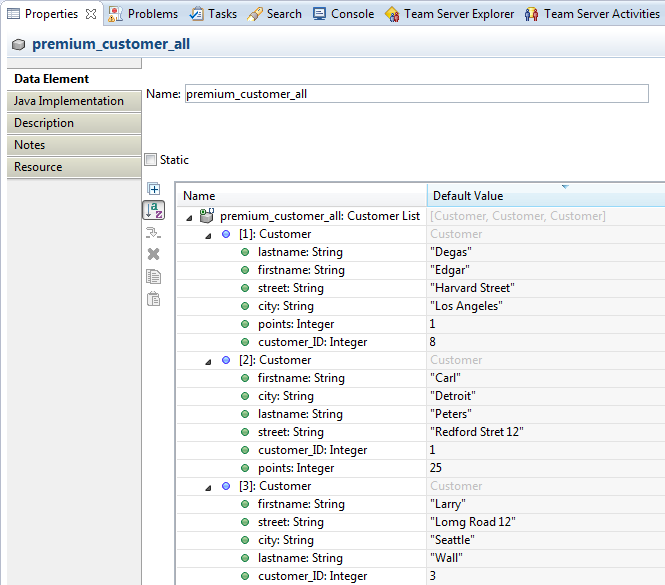 Properties Problems Tasks Search Console Team Server Explorer Team Server Activities
premium_customer_all
Data Element
Java Implementation
Description
Notes
Resource
Name: premium_customer_all
Static
Name Default Value
premium_customer_all: Customer List [Customer, Customer, Customer]
[1]: Customer Customer
lastname: String "Degas"
firstname: String "Edgar"
street: String "Harvard Street"
city: String "Los Angeles"
points: Integer 1
customer_ID: Integer 8
[2]: Customer Customer
firstname: String "Carl"
city: String "Detroit"
lastname: String "Peters"
street: String "Redford Stret 12"
customer_ID: Integer 1
points: Integer 25
[3]: Customer Customer
firstname: String "Larry"
street: String "Lomg Road 12"
city: String "Seattle"
lastname: String "Wall"
customer_ID: Integer 3